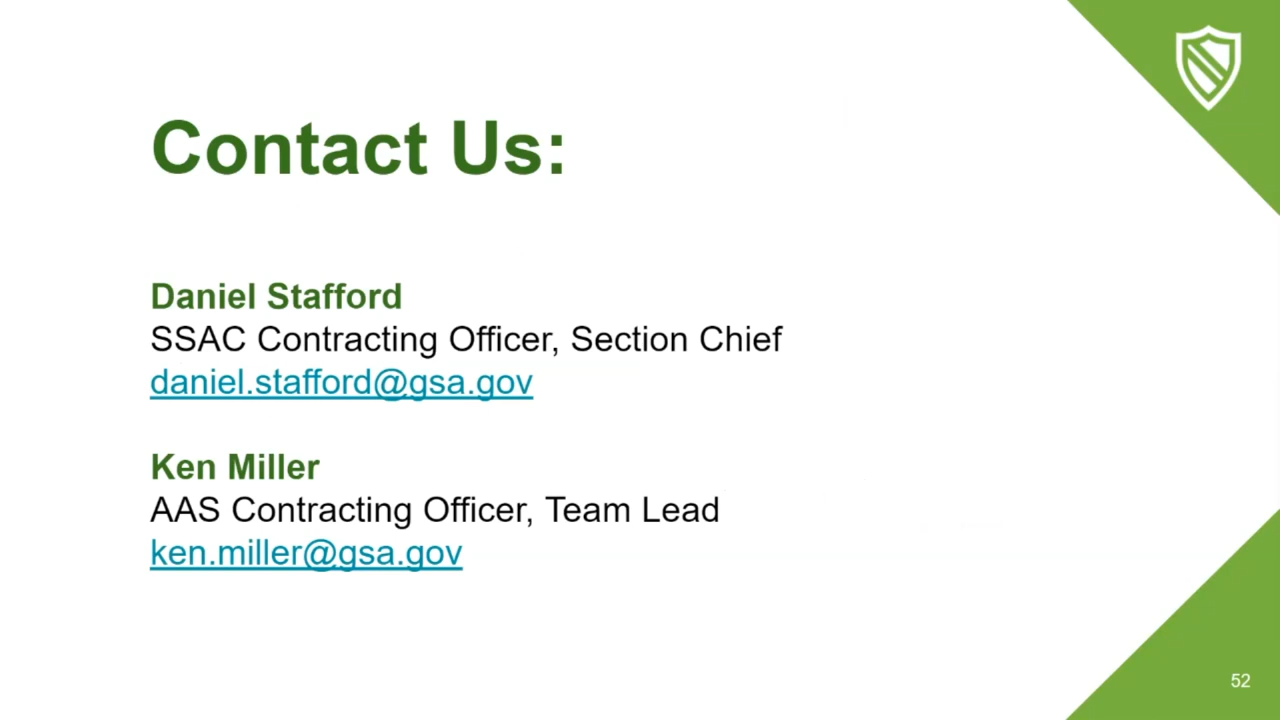 Contact Us:
Daniel Stafford
SSAC Contracting Officer, Section Chief
daniel.stafford@gsa.gov
Ken Miller
AAS Contracting Officer, Team Lead
ken.miller@gsa.gov
52